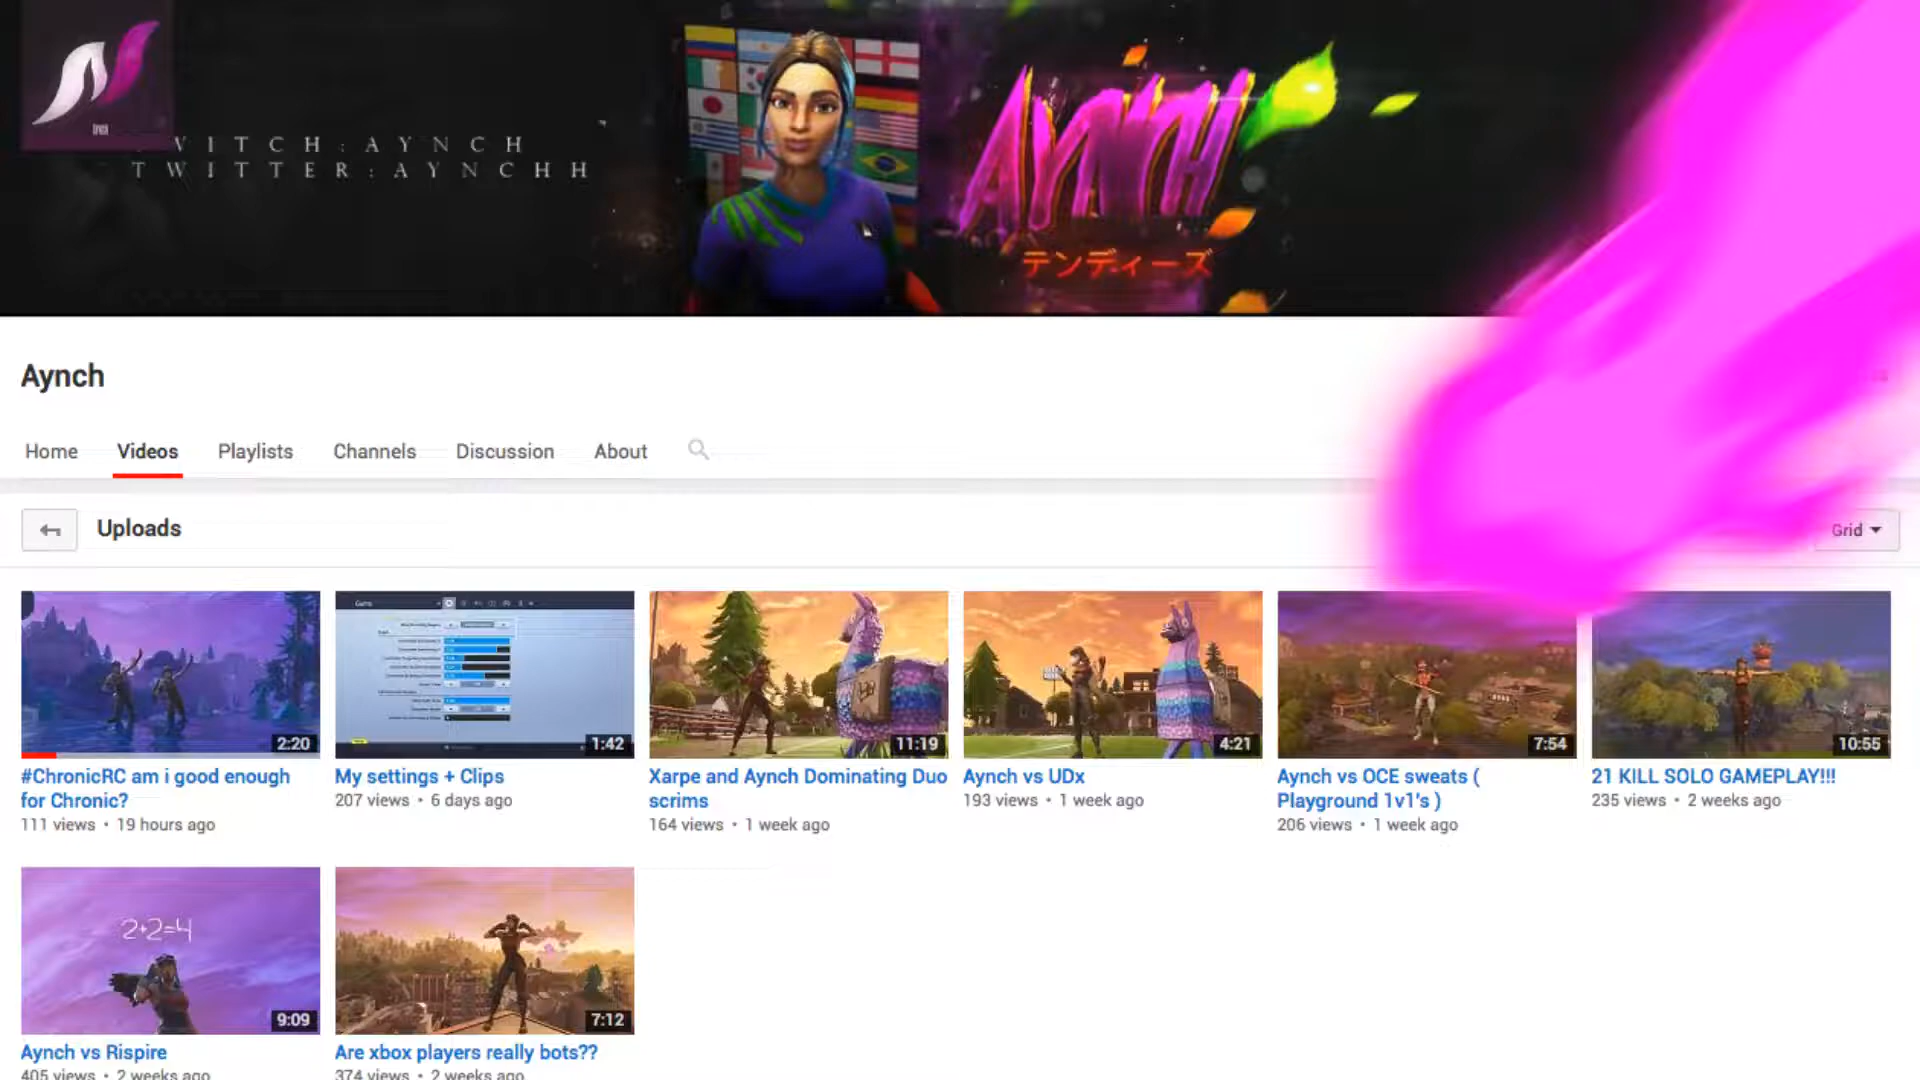 WITCH:AYNCH
TWITTER:AYNCHH
AYNCH
テンディーズ
Aynch
Home Videos Playlists Channels Discussion About
Uploads
Grid
2:20
1:42
11:19
4:21
7:54
10:55
#ChronicRC am i good enough
for Chronic?
111 views • 19 hours ago
My settings + Clips
207 views • 6 days ago
Xarpe and Aynch Dominating Duo
scrims
164 views • 1 week ago
Aynch vs UDx
193 views • 1 week ago
Aynch vs OCE sweats (
Playground 1v1's )
206 views • 1 week ago
21 KILL SOLO GAMEPLAY!!!
235 views • 2 weeks ago
2+2=4
9:09
7:12
Aynch vs Rispire
405 views • 2 weeks ago
Are xbox players really bots??
374 views • 2 weeks ago